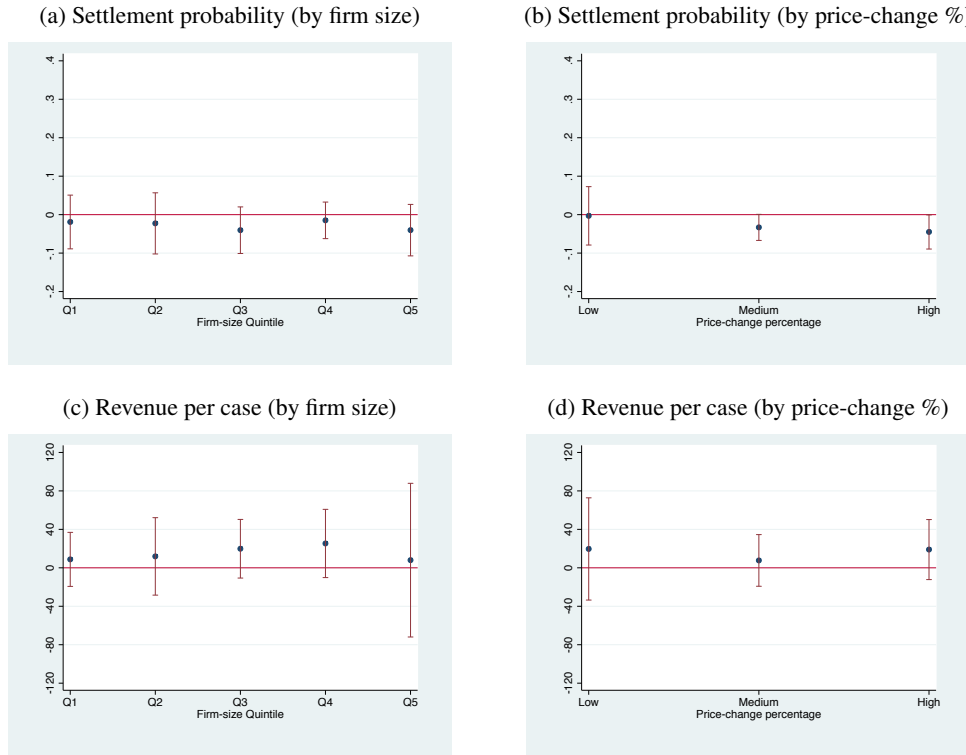 (a) Settlement probability (by firm size)
.4
.3
.2
.1
0
-.1
-.2
Q1 Q2 Q3 Q4 Q5
Firm-size Quintile
(b) Settlement probability (by price-change %)
.4
.3
.2
.1
0
-.1
-.2
Low Medium High
Price-change percentage
(c) Revenue per case (by firm size)
120
80
40
0
-40
-80
-120
Q1 Q2 Q3 Q4 Q5
Firm-size Quintile
(d) Revenue per case (by price-change %)
120
80
40
0
-40
-80
-120
Low Medium High
Price-change percentage